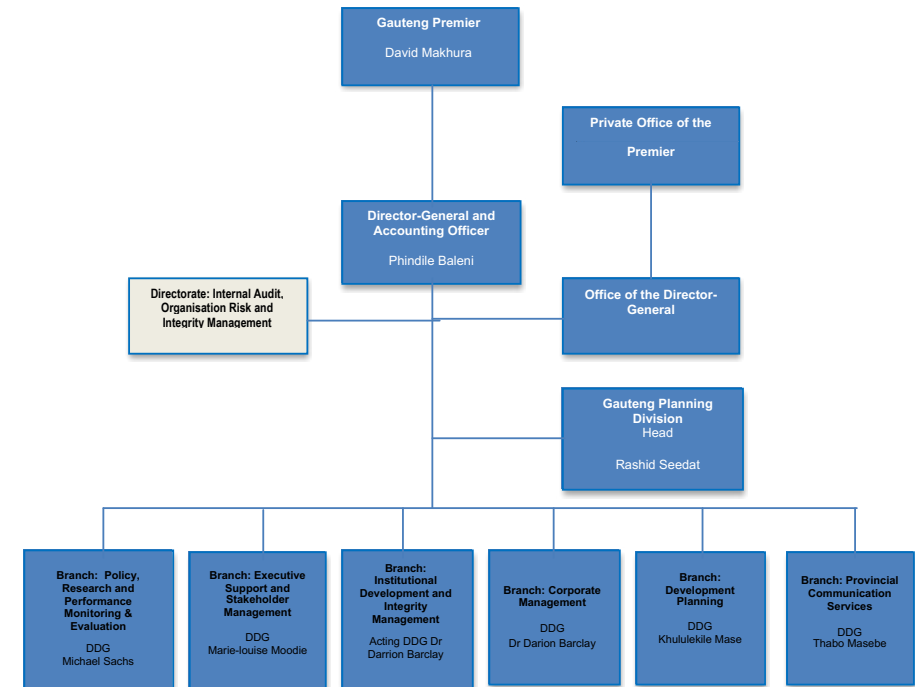 Gauteng Premier
David Makhura
Private Office of the
Premier
Director-General and
Accounting Officer
Phindile Baleni
Directorate: Internal Audit,
Organisation Risk and
Integrity Management
Office of the Director-
General
Gauteng Planning
Division
Head
Rashid Seedat
Branch: Policy,
Research and
Performance
Monitoring &
Evaluation
DDG
Michael Sachs
Branch: Executive
Support and
Stakeholder
Management
DDG
Marie-louise Moodie
Branch:
Institutional
Development and
Integrity
Management
Acting DDG Dr
Darrion Barclay
Branch: Corporate
Management
DDG
Dr Darion Barclay
Branch:
Development
Planning
DDG
Khululekile Mase
Branch: Provincial
Communication
Services
DDG
Thabo Masebe